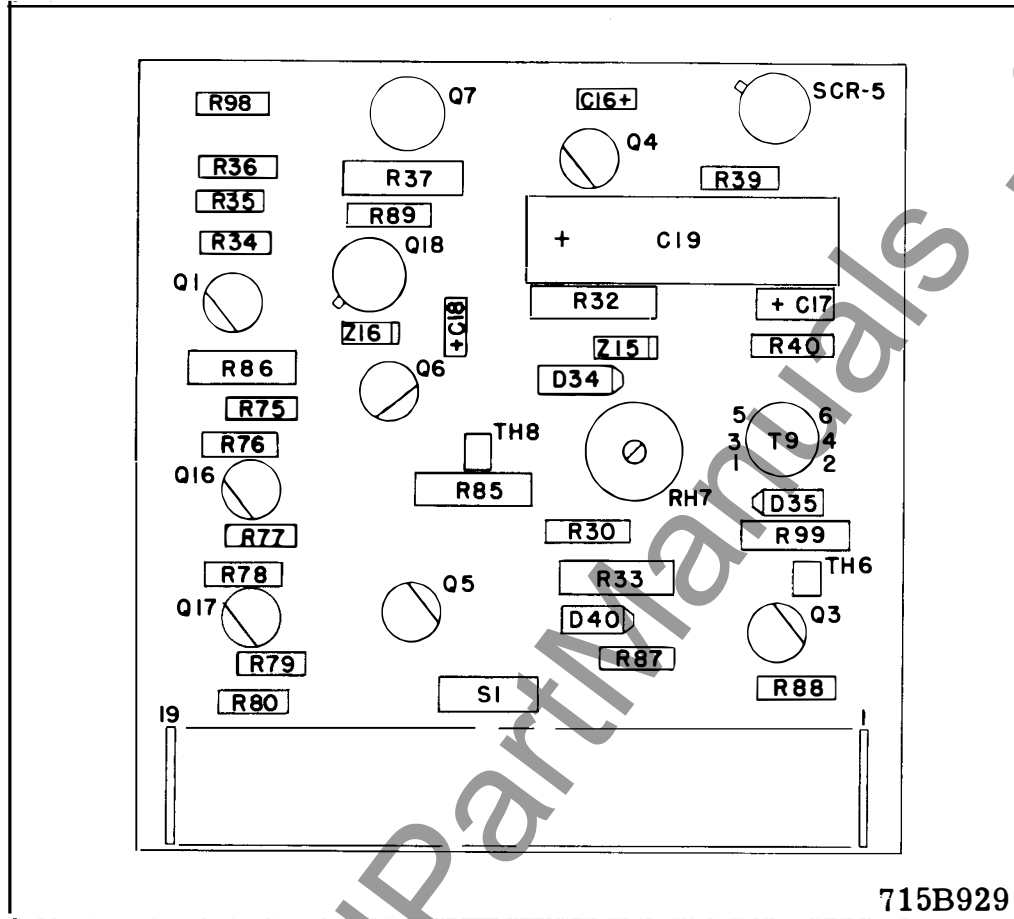 R98
Q7
C16+
SCR-5
Q4
R36
R37
R39
R35
R89
R34
Q18
+ C19
Q1
R32
+ C17
Z16
+C18
Z15
R40
R86
Q6
D34
R75
5 6
3 T9 4
1 2
R76
TH8
Q16
R85
RH7
D35
R77
R30
R99
R78
R33
TH6
Q17
Q5
D40
Q3
R79
R87
R80
S1
R88
19
1
715B929
PartManuals